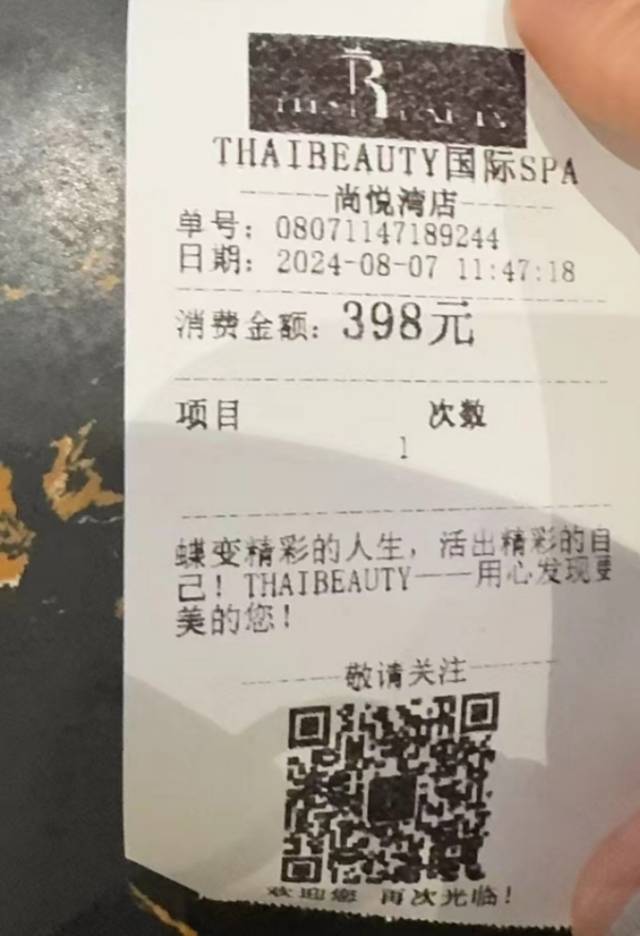 THAIBEAUTY国际SPA
尚悦湾店
单号：08071147189244
日期：2024-08-07 11:47:18
消费金额：398元
项目 次数
1
蝶变精彩的人生，活出精彩的自
己！THAIBEAUTY——用心发现更
美的您！
敬请关注
欢迎您 再次光临！